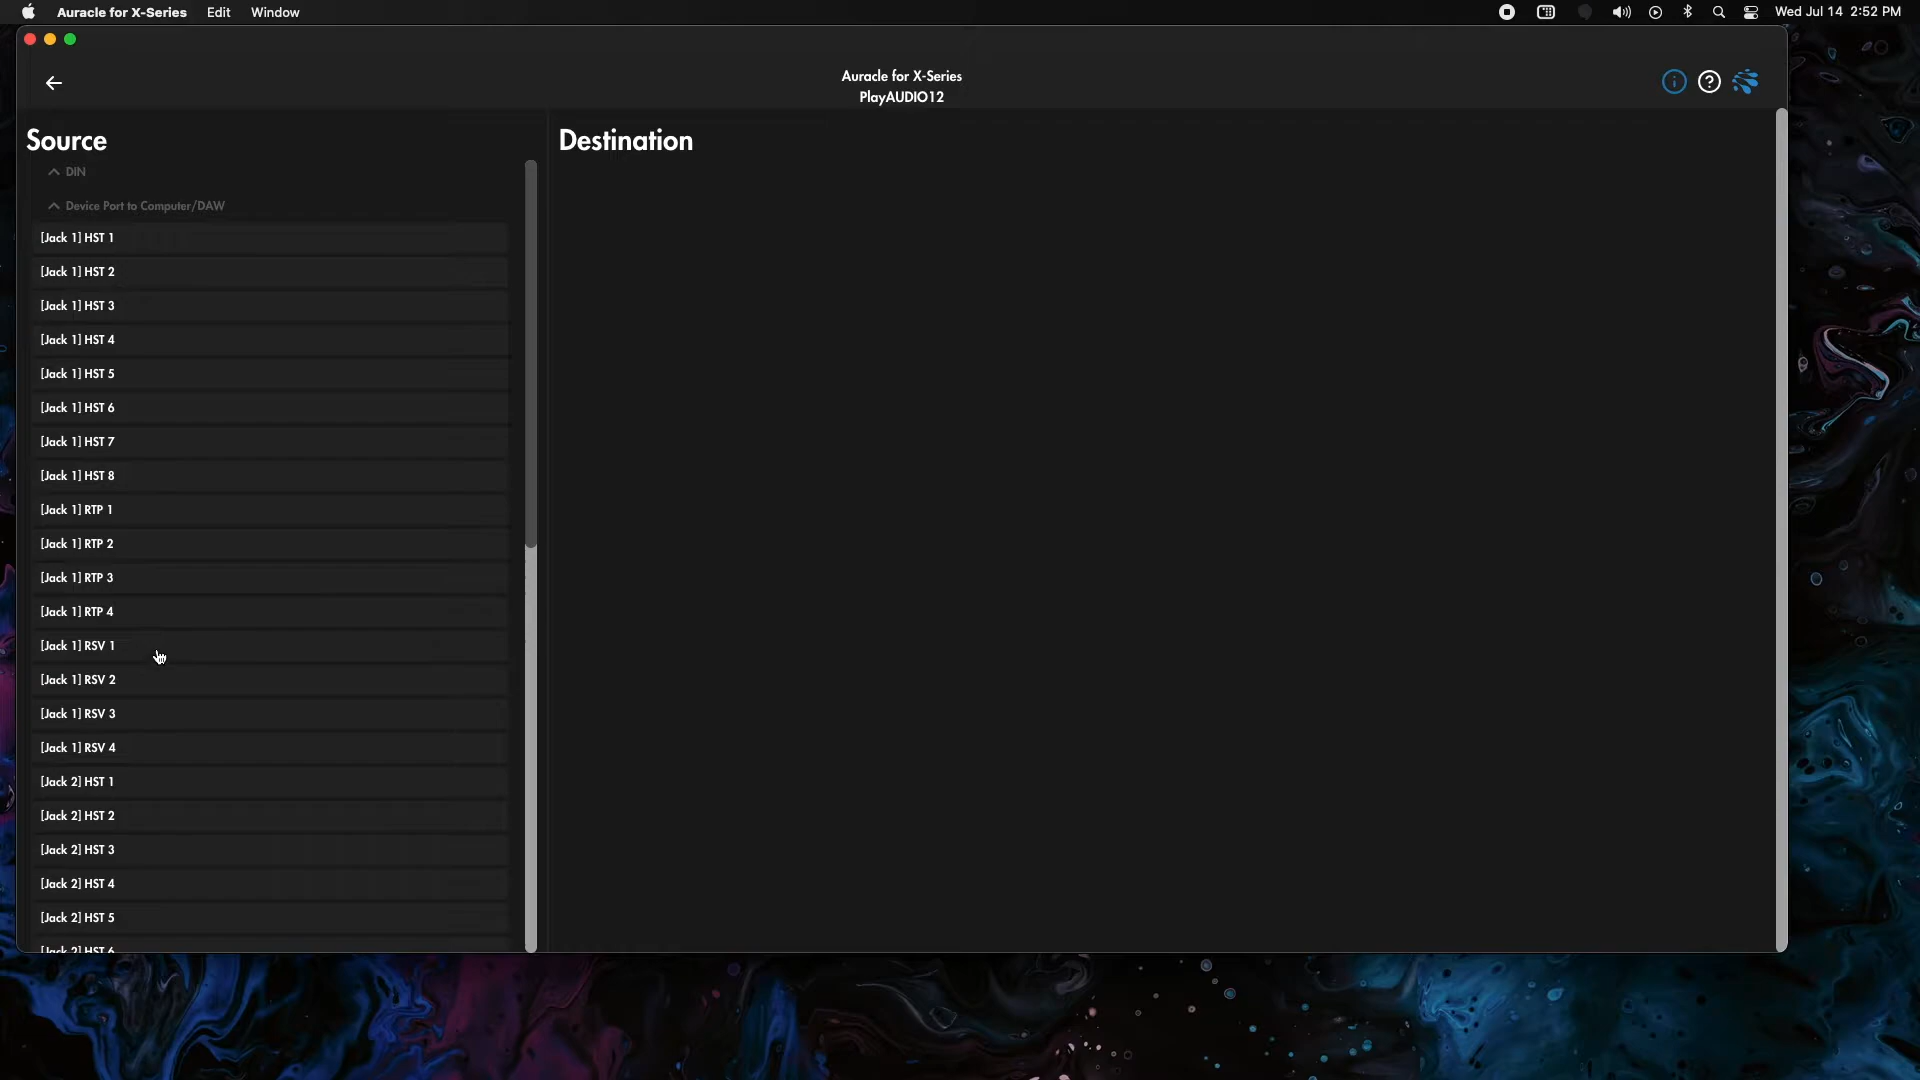 Auracle for X-Series Edit Window Wed Jul 14 2:52 PM
Auracle for X-Series
PlayAUDIO12
Source
DIN
Device Port to Computer/DAW
[Jack 1] HST 1
[Jack 1] HST 2
[Jack 1] HST 3
[Jack 1] HST 4
[Jack 1] HST 5
[Jack 1] HST 6
[Jack 1] HST 7
[Jack 1] HST 8
[Jack 1] RTP 1
[Jack 1] RTP 2
[Jack 1] RTP 3
[Jack 1] RTP 4
[Jack 1] RSV 1
[Jack 1] RSV 2
[Jack 1] RSV 3
[Jack 1] RSV 4
[Jack 2] HST 1
[Jack 2] HST 2
[Jack 2] HST 3
[Jack 2] HST 4
[Jack 2] HST 5
[Jack 2] HST 6
Destination